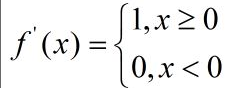 f'(x) = { 1, x ≥ 0
0, x < 0